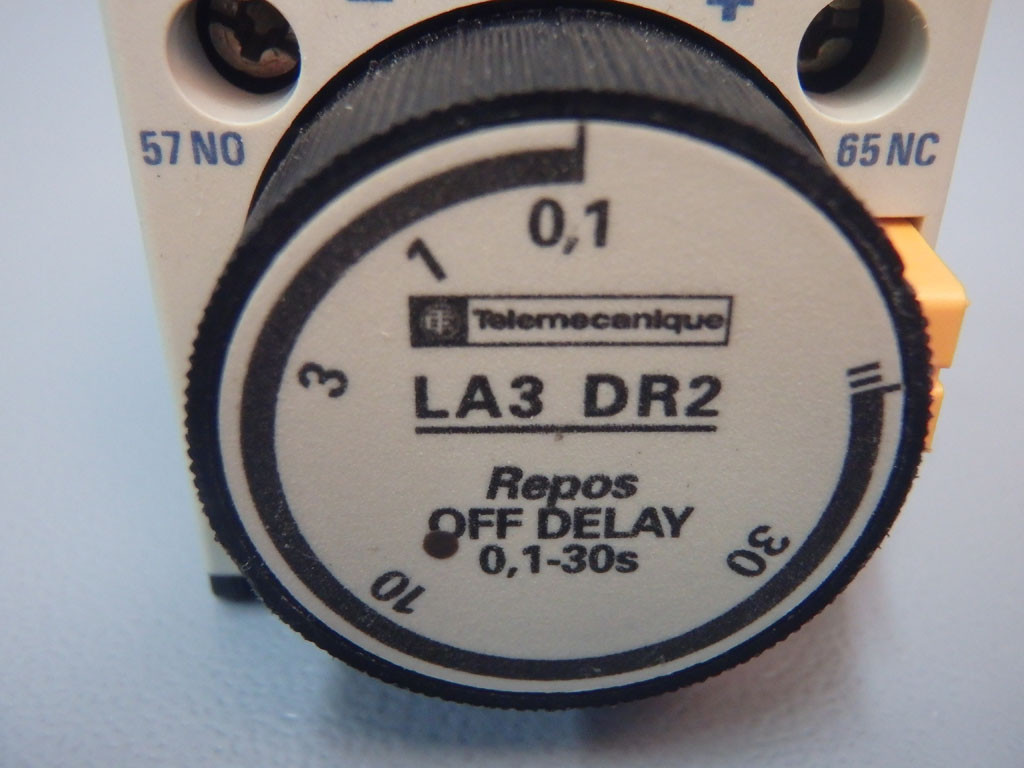 - +
57 NO
65 NC
0,1
1
3
10
30
Telemecanique
LA3 DR2
Repos
OFF DELAY
0,1-30s